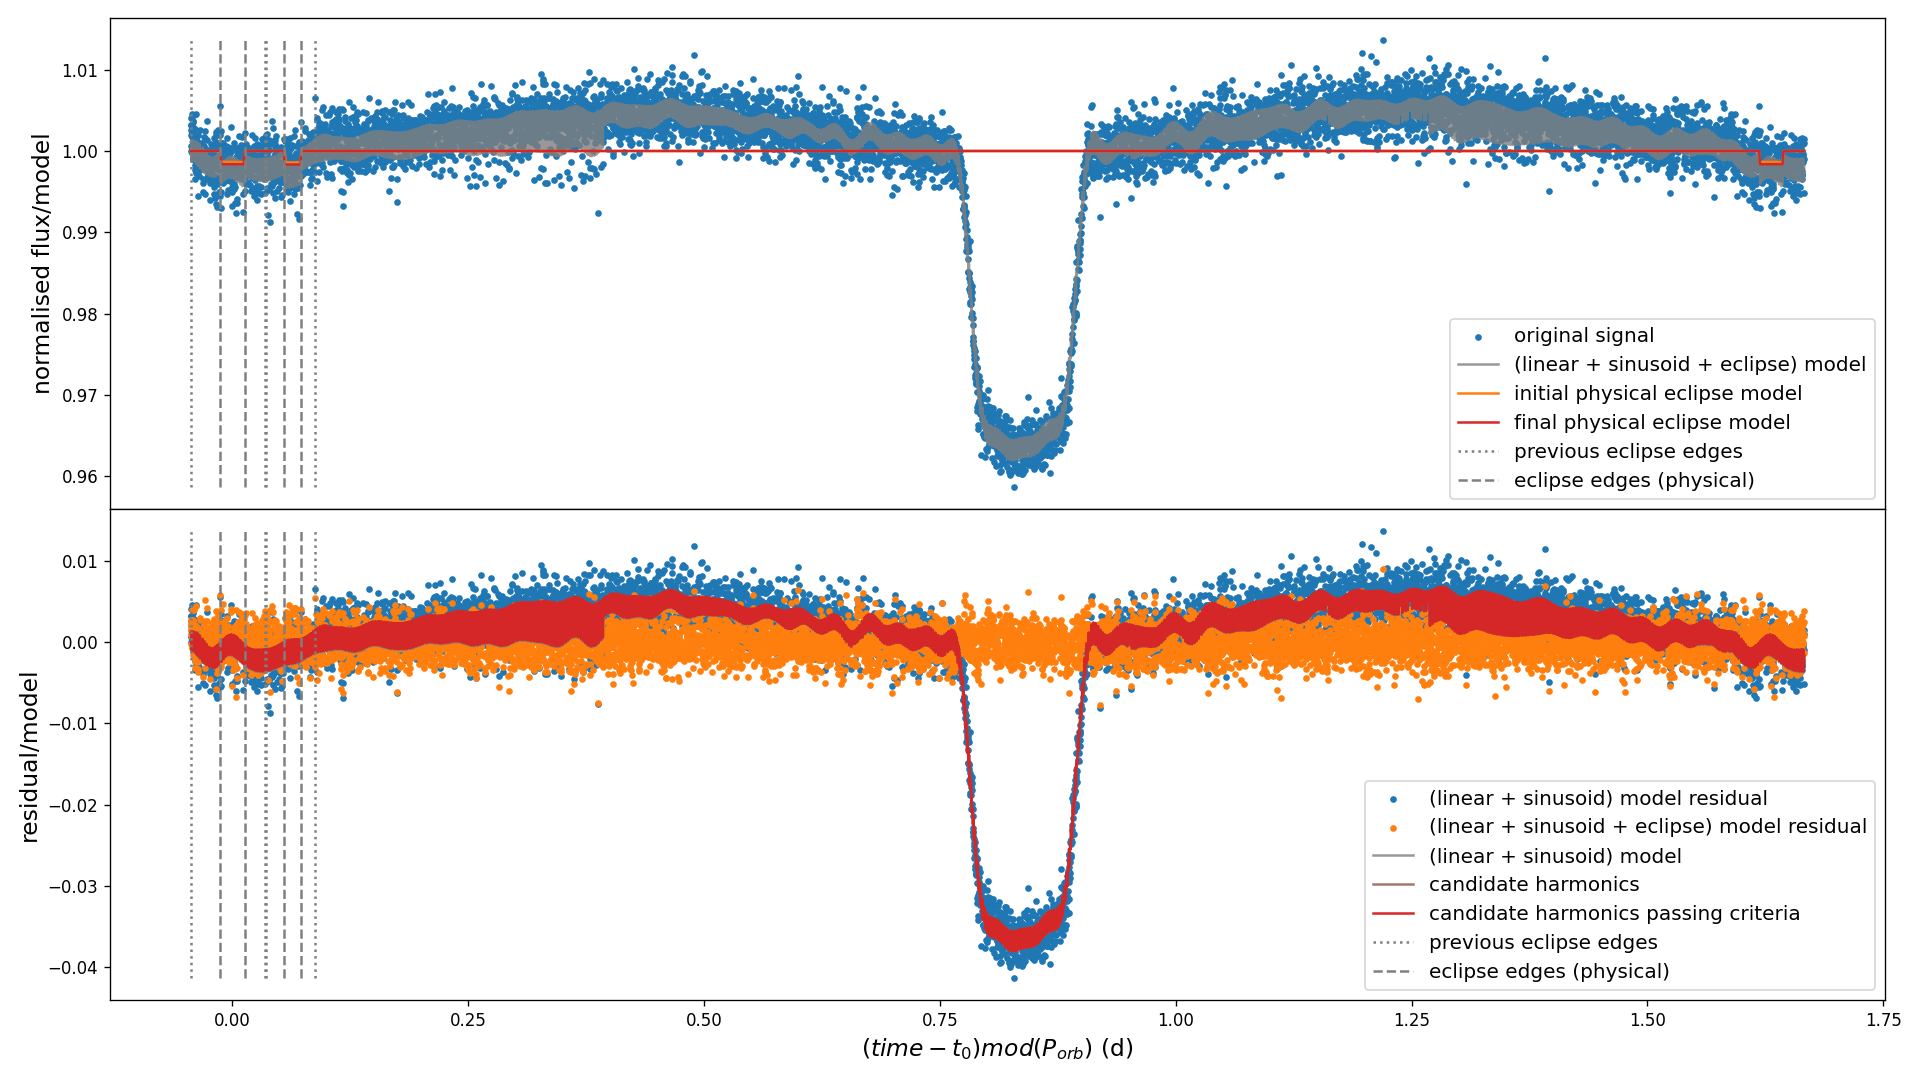 normalised flux/model
1.01
1.00
0.99
0.98
0.97
0.96
original signal
(linear + sinusoid + eclipse) model
initial physical eclipse model
final physical eclipse model
previous eclipse edges
eclipse edges (physical)
residual/model
0.01
0.00
−0.01
−0.02
−0.03
−0.04
(linear + sinusoid) model residual
(linear + sinusoid + eclipse) model residual
(linear + sinusoid) model
candidate harmonics
candidate harmonics passing criteria
previous eclipse edges
eclipse edges (physical)
0.00 0.25 0.50 0.75 1.00 1.25 1.50 1.75
(time − t₀)mod(Pₒᵣb) (d)